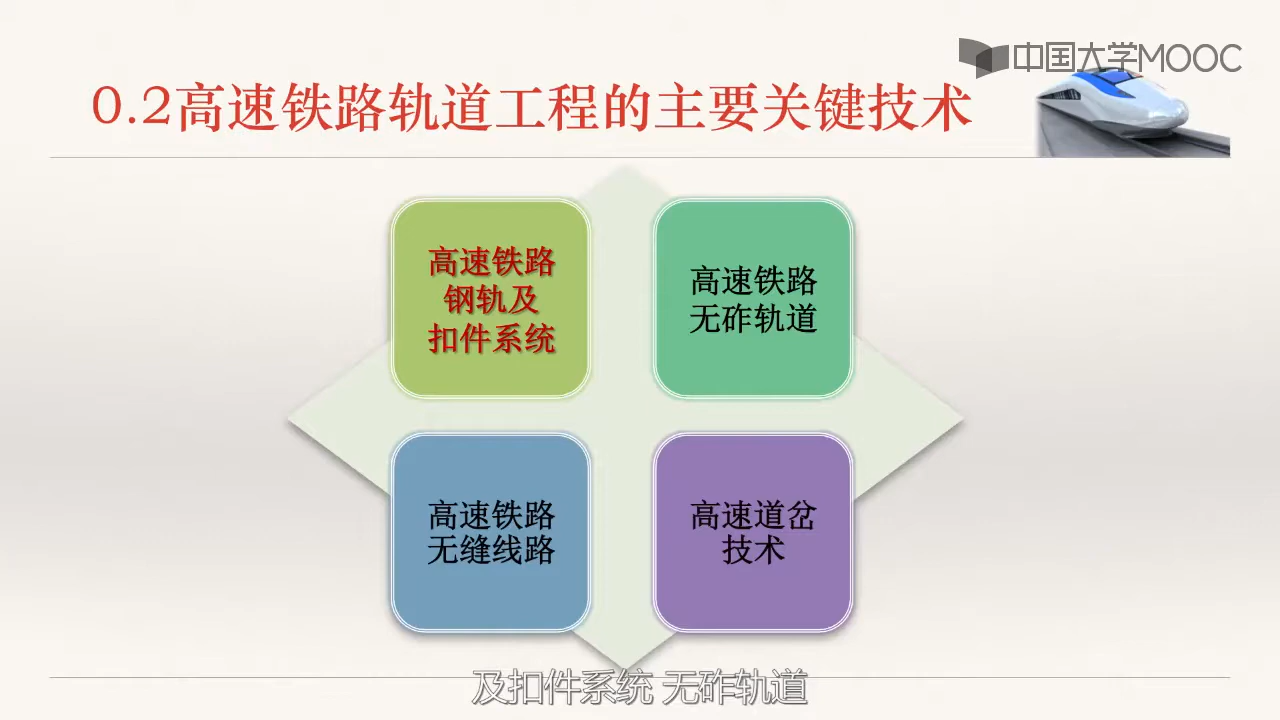 中国大学MOOC
0.2高速铁路轨道工程的主要关键技术
高速铁路
钢轨及
扣件系统
高速铁路
无砟轨道
高速铁路
无缝线路
高速道岔
技术
及扣件系统 无砟轨道